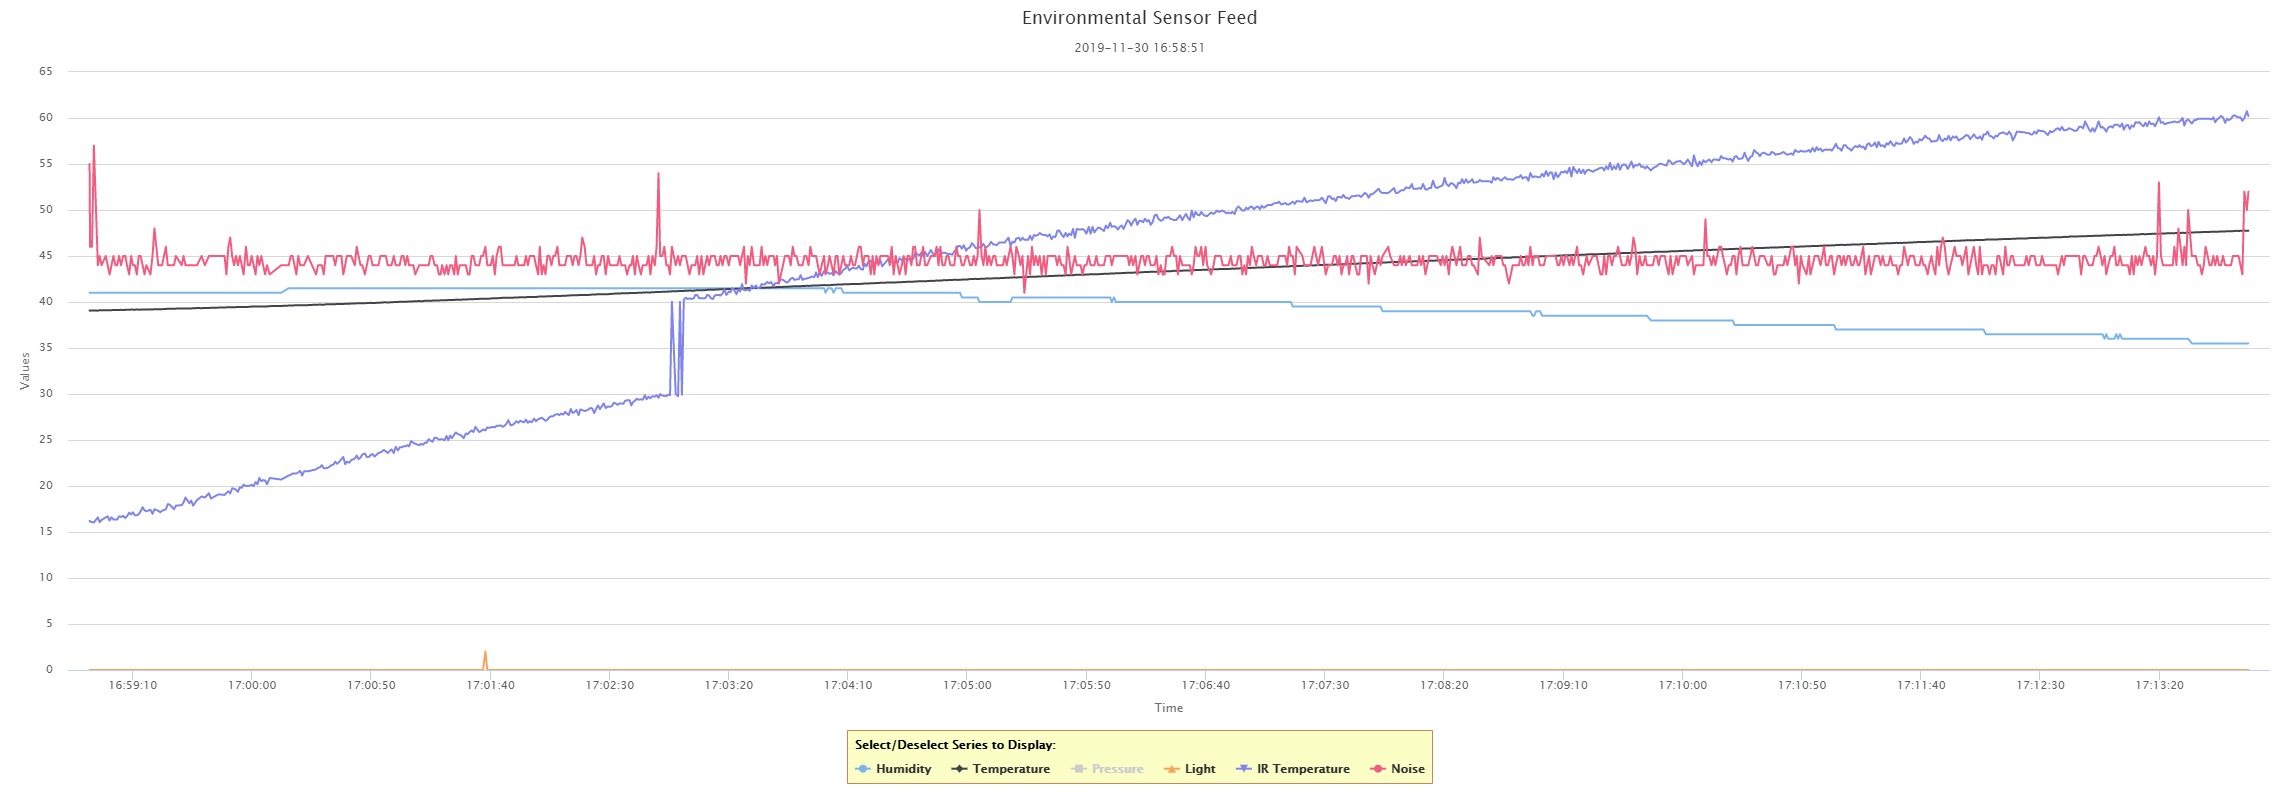 Environmental Sensor Feed
2019-11-30 16:58:51
65
60
55
50
45
40
35
30
25
20
15
10
5
0
Values
16:59:10 17:00:00 17:00:50 17:01:40 17:02:30 17:03:20 17:04:10 17:05:00 17:05:50 17:06:40 17:07:30 17:08:20 17:09:10 17:10:00 17:10:50 17:11:40 17:12:30 17:13:20
Time
Select/Deselect Series to Display:
Humidity Temperature Pressure Light IR Temperature Noise